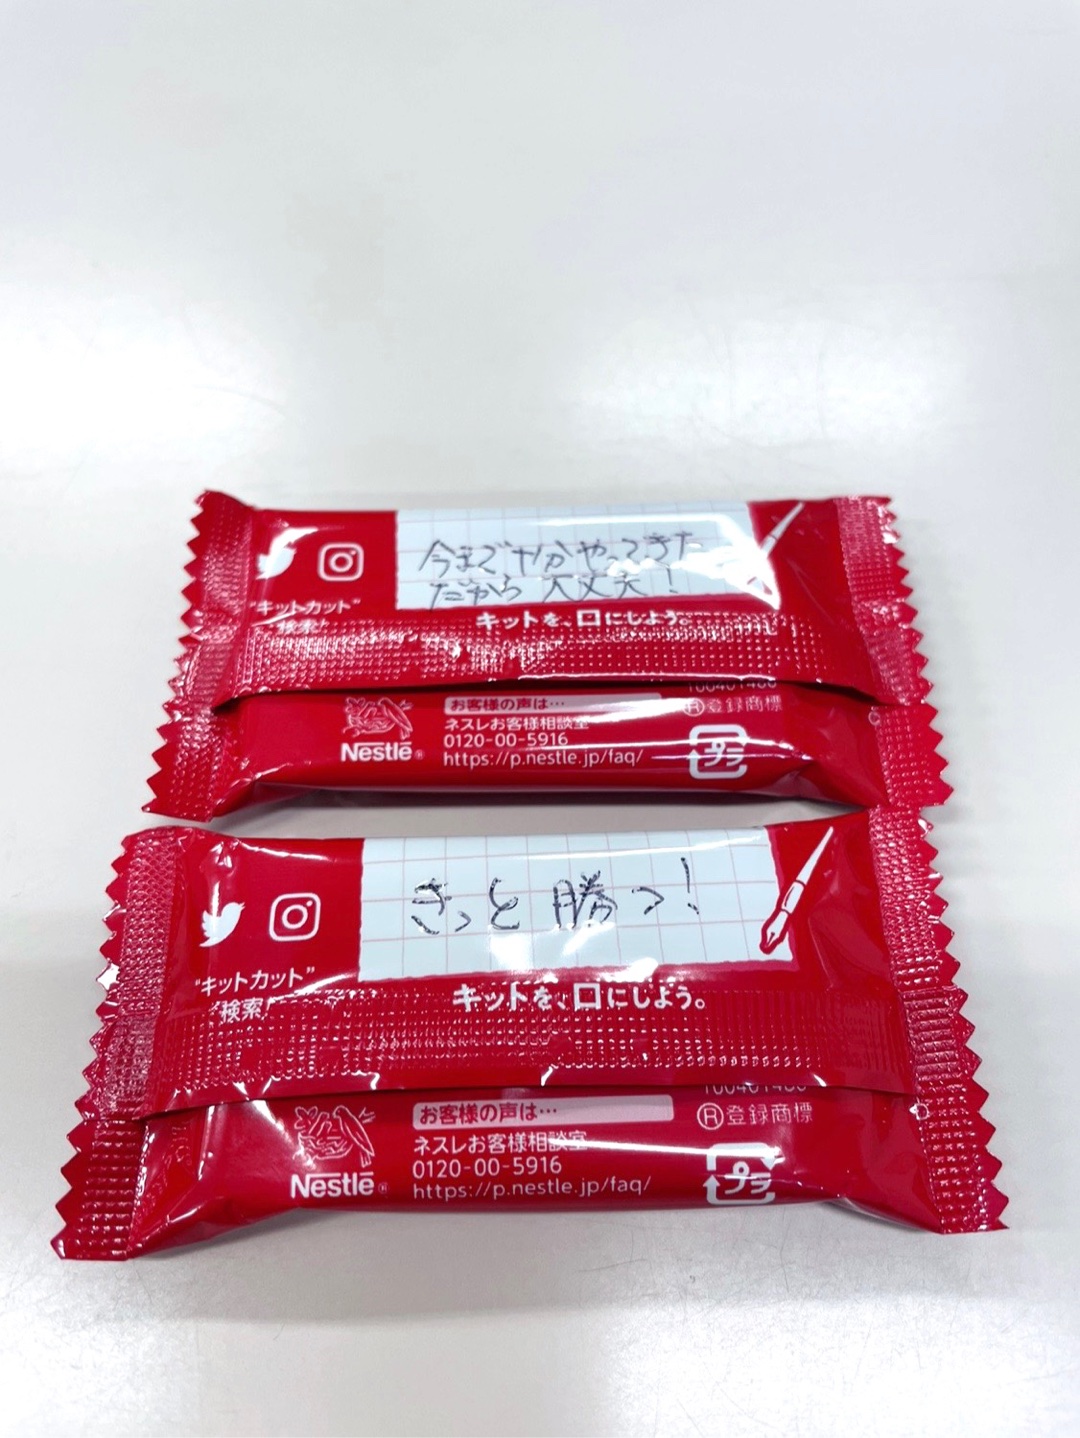 今まで
やってきた
だから 大丈夫！
"キットカット"
検索！
キットを、口にしよう。
お客様の声は…
ネスレお客様相談室
0120-00-5916
https://p.nestle.jp/faq/
Nestlé®
Ⓡ登録商標
プラ
きっと 勝つ！
"キットカット"
検索！
キットを、口にしよう。
お客様の声は…
ネスレお客様相談室
0120-00-5916
https://p.nestle.jp/faq/
Nestlé®
Ⓡ登録商標
プラ